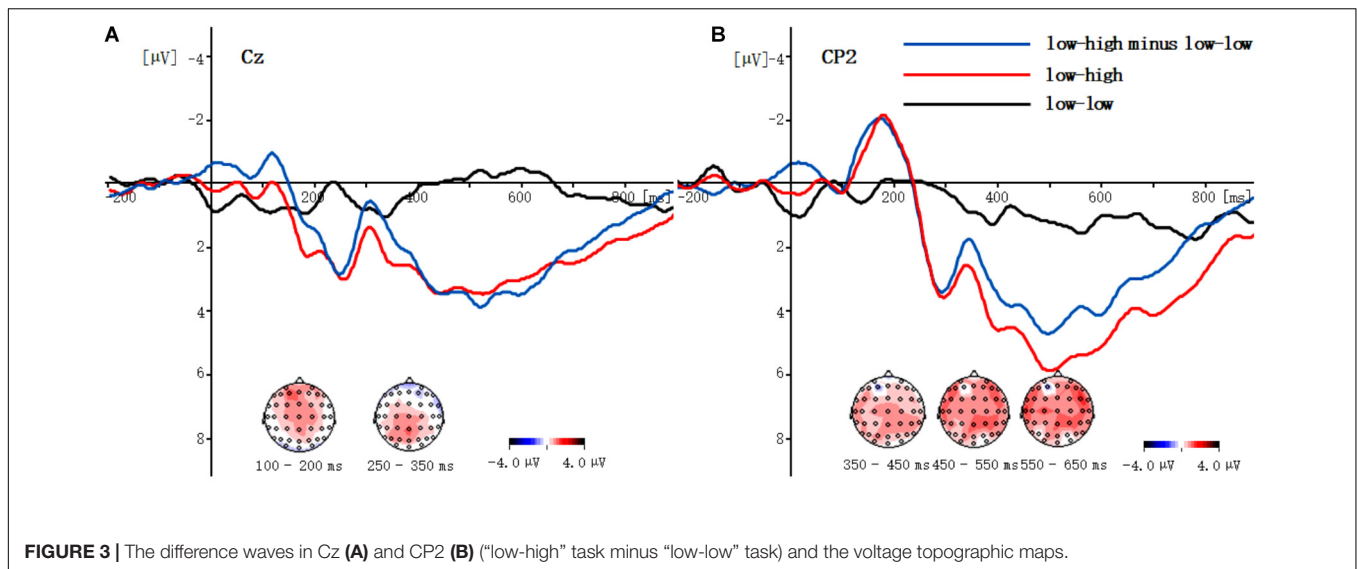 A
[µV] -4
Cz
-2
-200
200
400
600
800 [ms]
2
4
6
8
100 - 200 ms
250 - 350 ms
-4.0 µV
4.0 µV
B
[µV] -4
CP2
low-high minus low-low
low-high
low-low
-2
-200
200
400
600
800 [ms]
2
4
6
8
350 - 450 ms
450 - 550 ms
550 - 650 ms
-4.0 µV
4.0 µV
FIGURE 3 | The difference waves in Cz (A) and CP2 (B) (“low-high” task minus “low-low” task) and the voltage topographic maps.